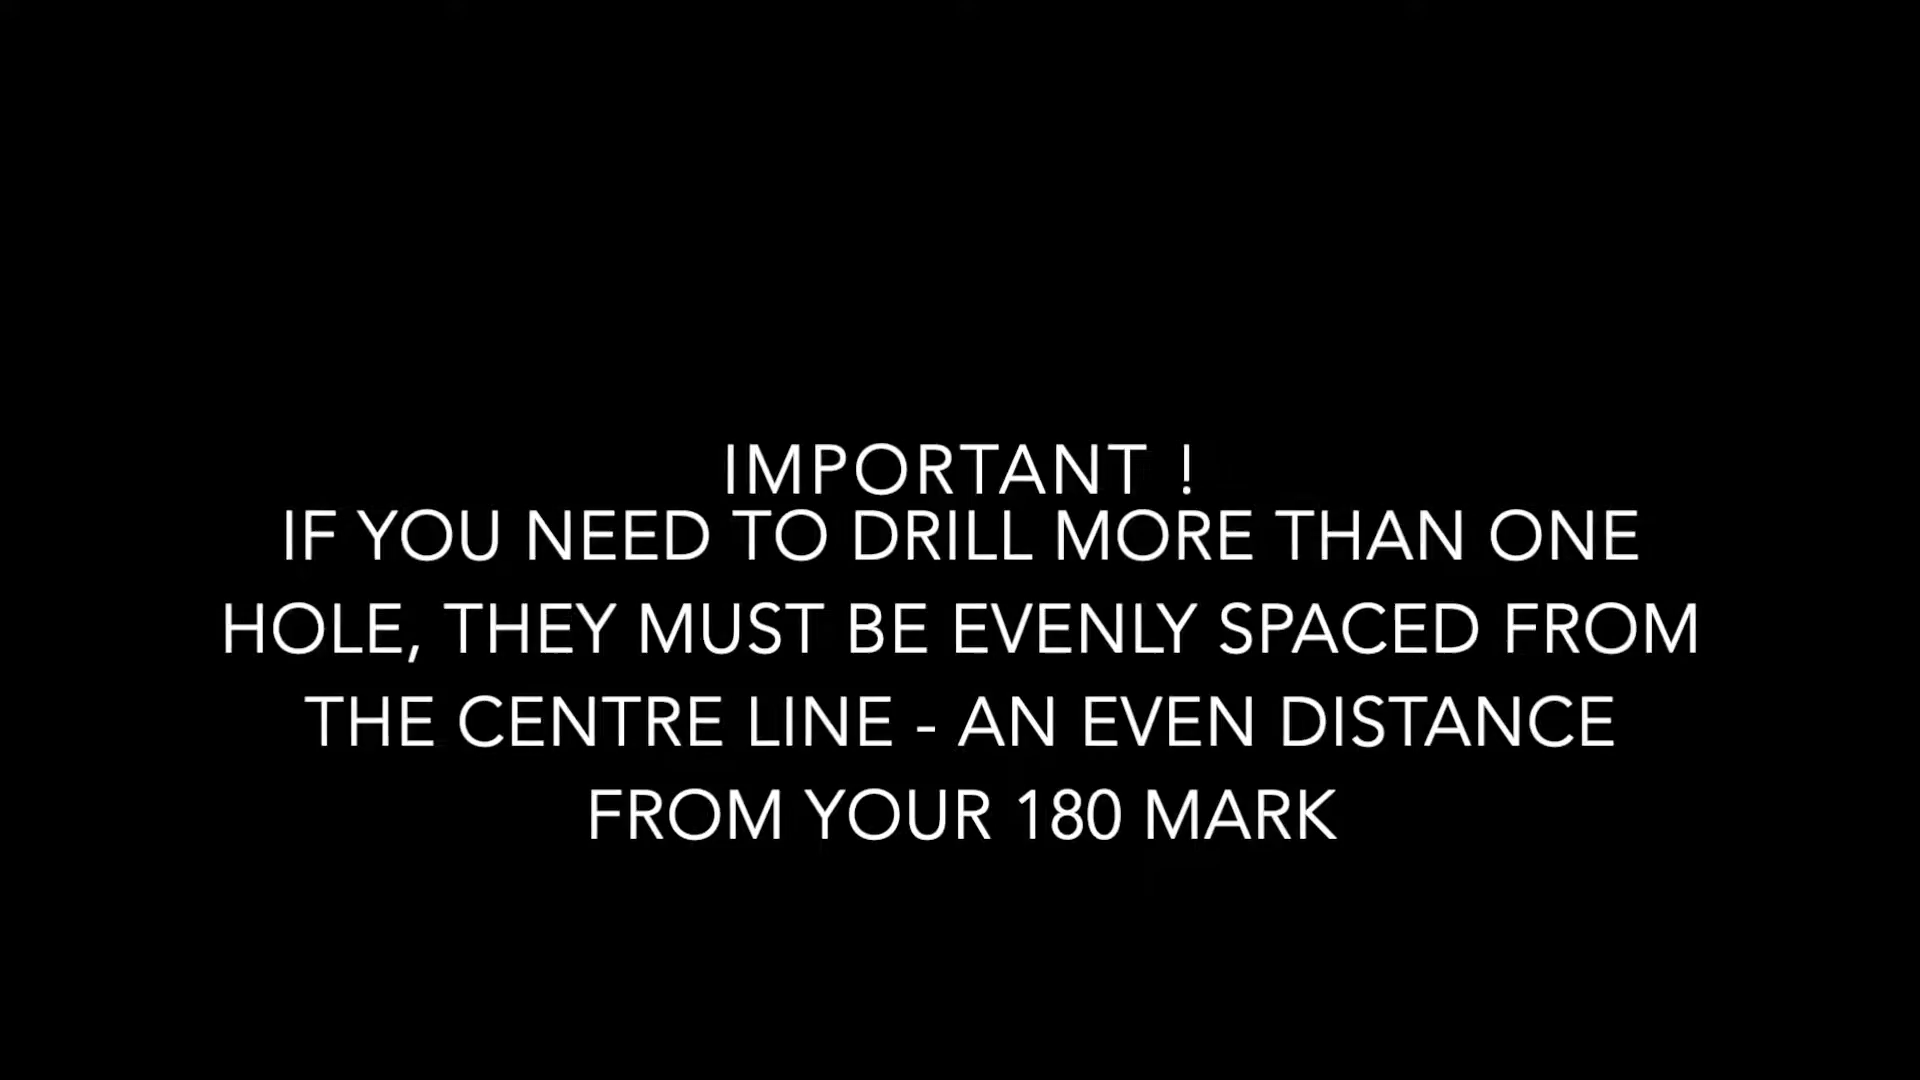 IMPORTANT !
IF YOU NEED TO DRILL MORE THAN ONE
HOLE, THEY MUST BE EVENLY SPACED FROM
THE CENTRE LINE - AN EVEN DISTANCE
FROM YOUR 180 MARK